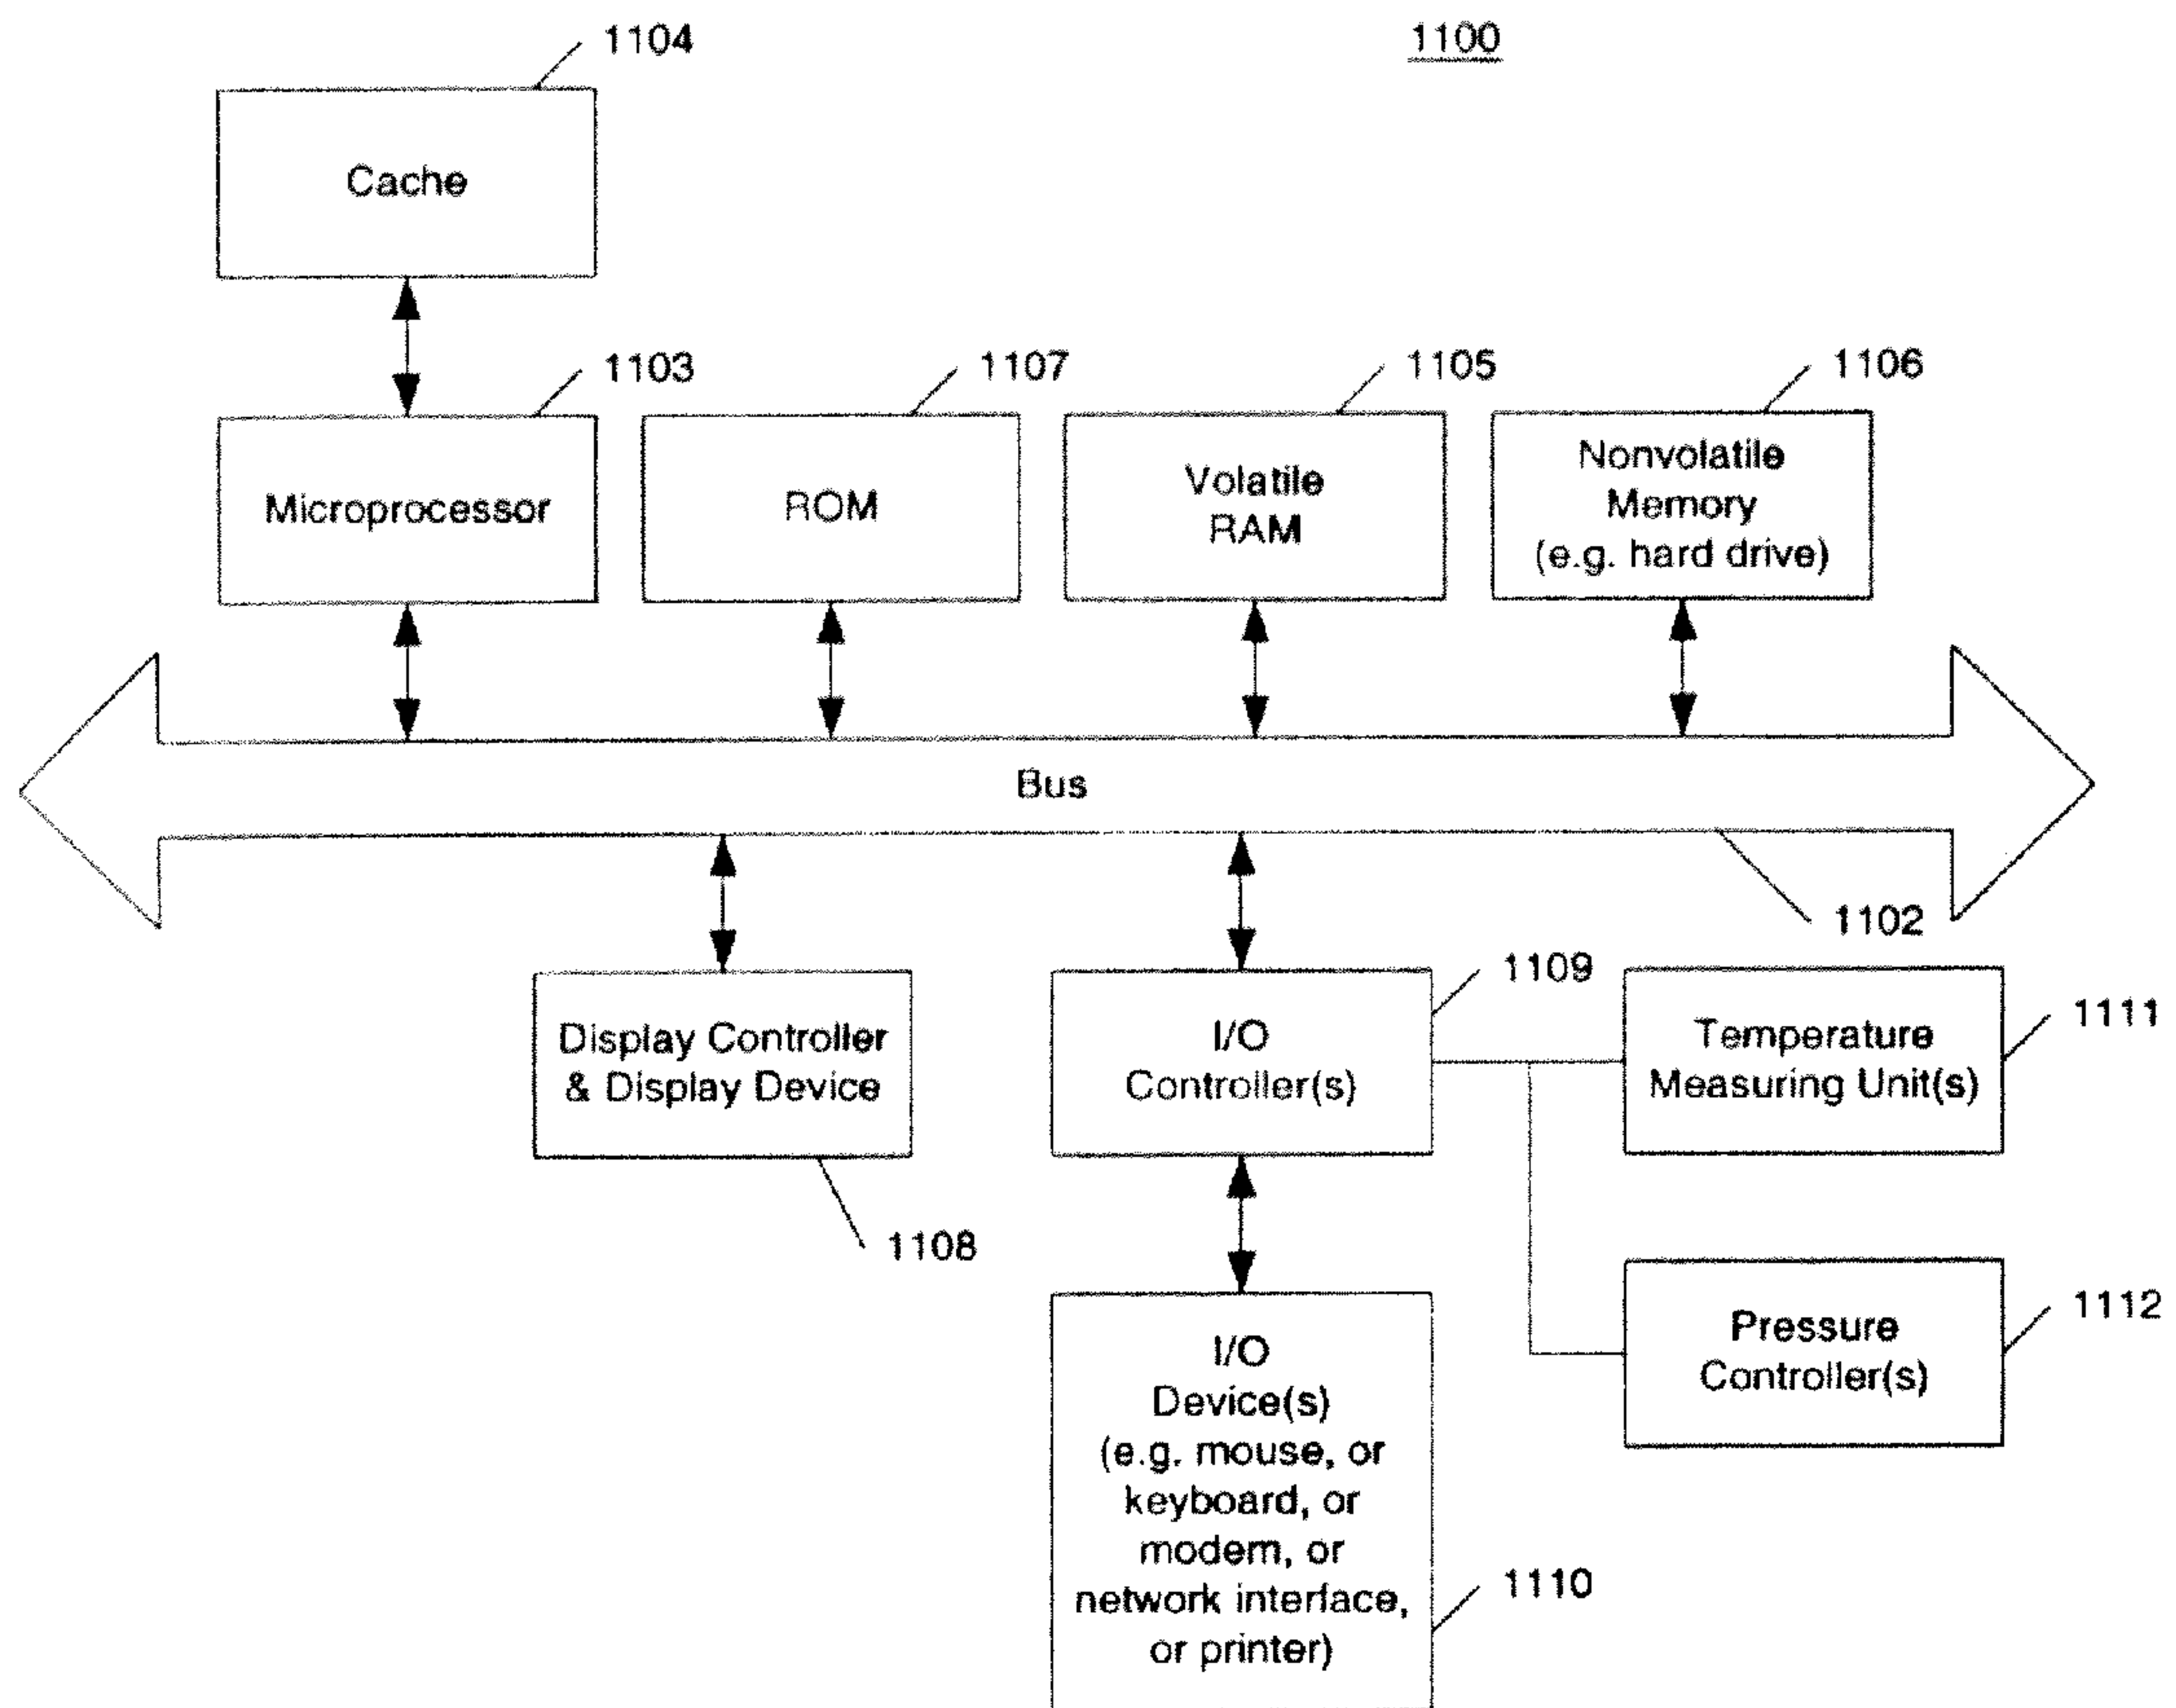 1104
1100
Cache
1103
1107
1105
1106
Microprocessor
ROM
Volatile
RAM
Nonvolatile
Memory
(e.g. hard drive)
Bus
1102
1109
Display Controller
& Display Device
I/O
Controller(s)
Temperature
Measuring Unit(s)
1111
1108
I/O
Device(s)
(e.g. mouse, or
keyboard, or
modem, or
network interface,
or printer)
Pressure
Controller(s)
1112
1110